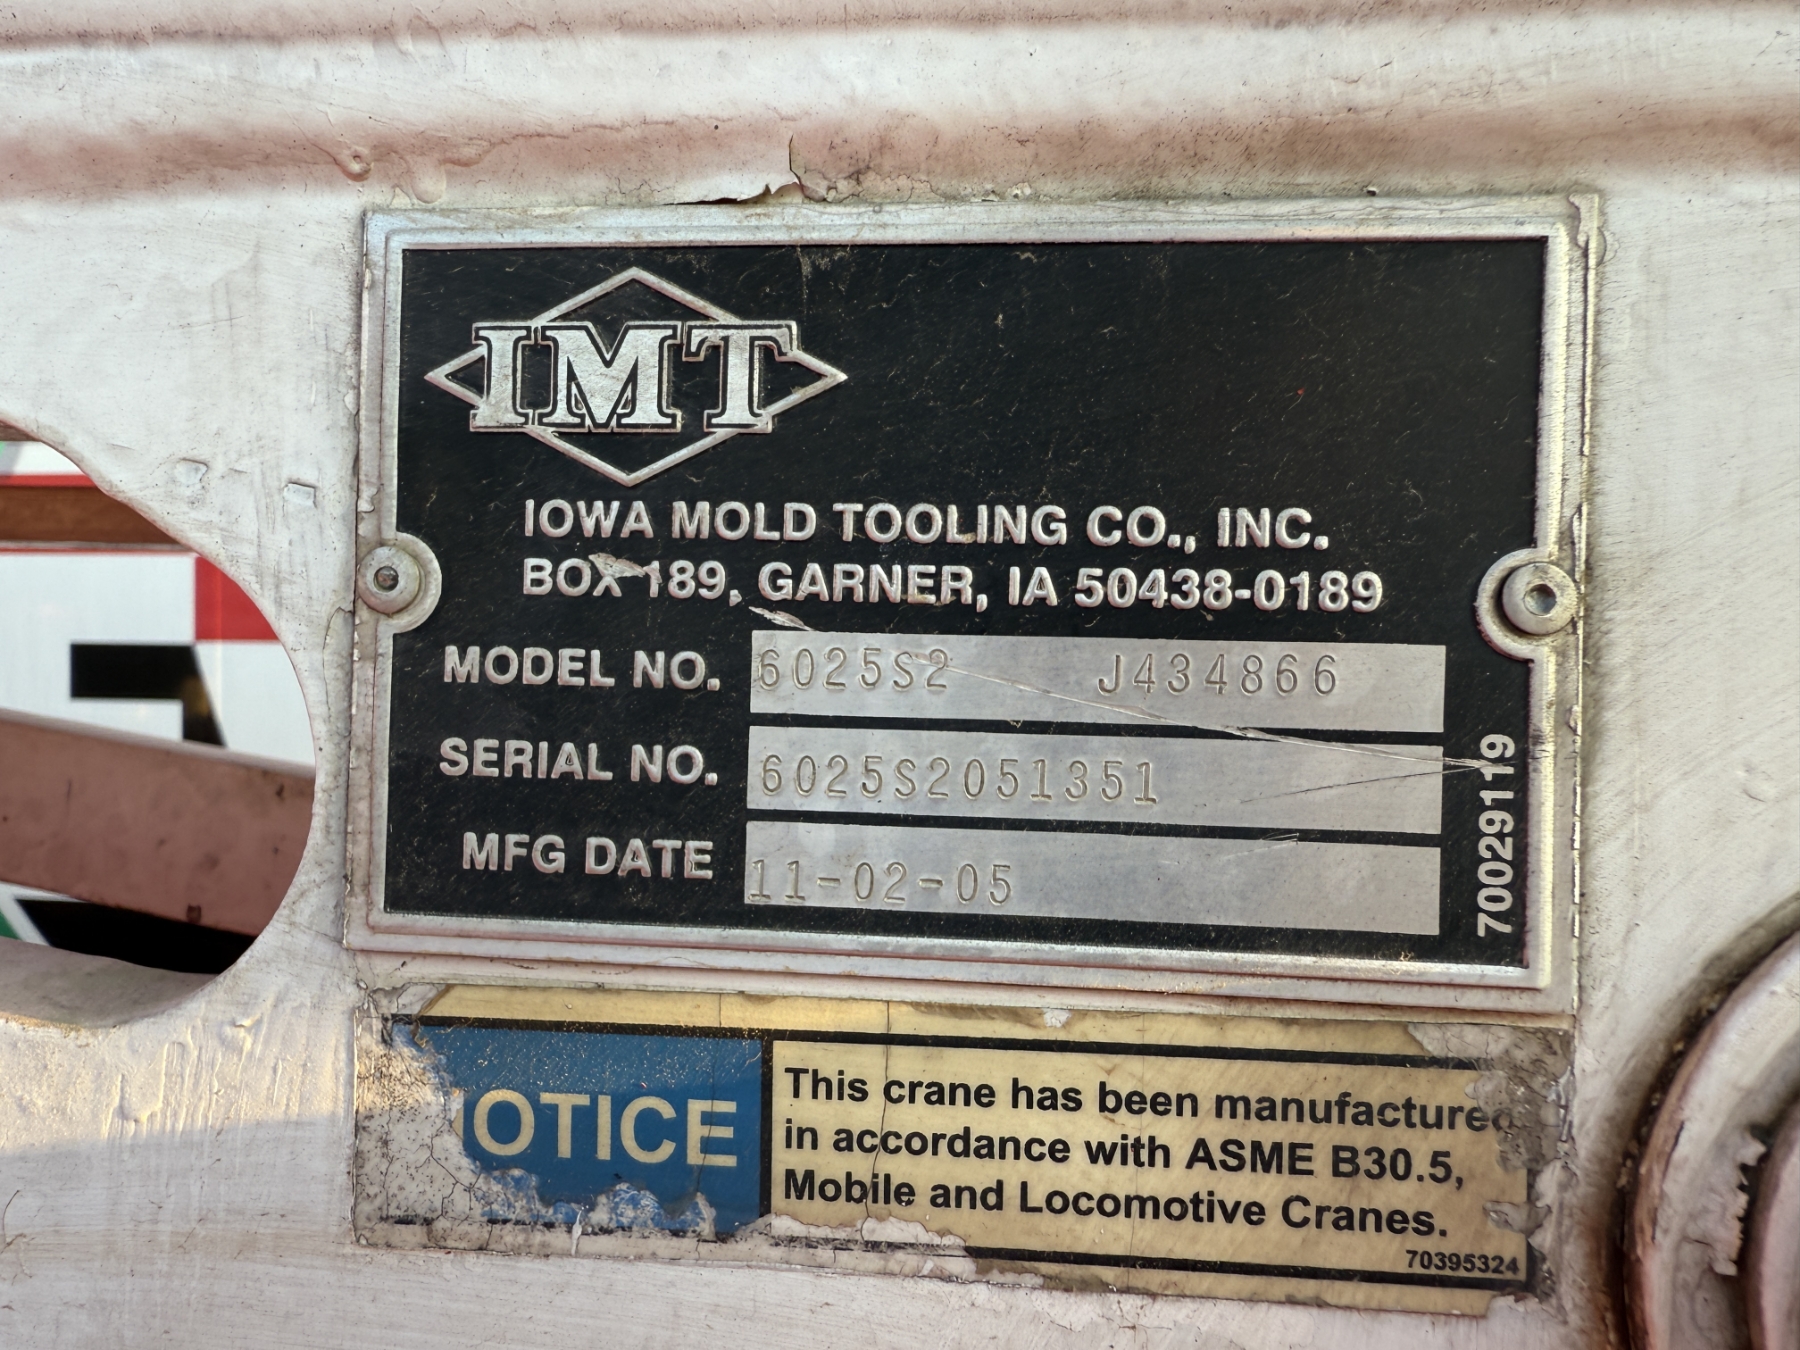 IMT
IOWA MOLD TOOLING CO., INC.
BOX 189, GARNER, IA 50438-0189
MODEL NO. 6025S2 J434866
SERIAL NO. 6025S2051351
MFG DATE 11-02-05
70029119
OTICE
This crane has been manufactured
in accordance with ASME B30.5,
Mobile and Locomotive Cranes.
70395324